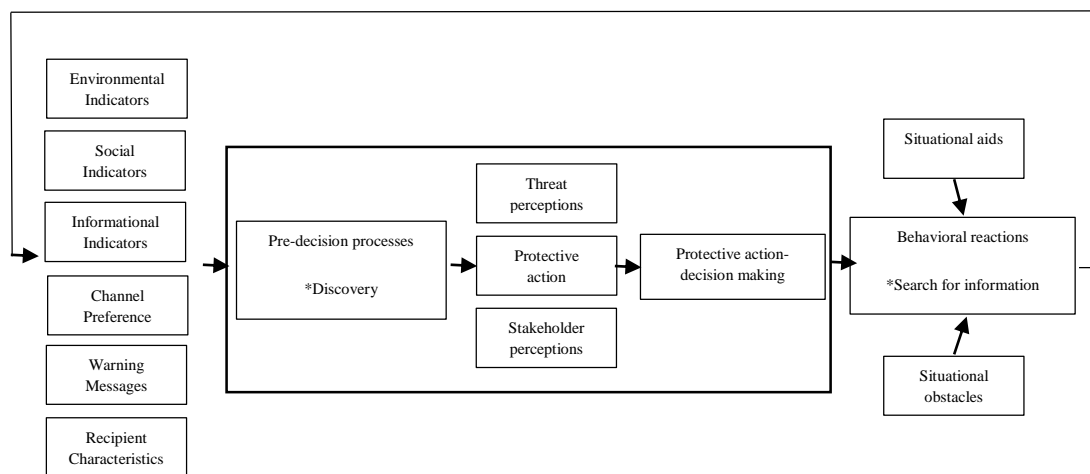 Environmental
Indicators
Social
Indicators
Informational
Indicators
Channel
Preference
Warning
Messages
Recipient
Characteristics
Pre-decision processes
*Discovery
Threat
perceptions
Protective
action
Stakeholder
perceptions
Protective action-
decision making
Situational aids
Behavioral reactions
*Search for information
Situational
obstacles